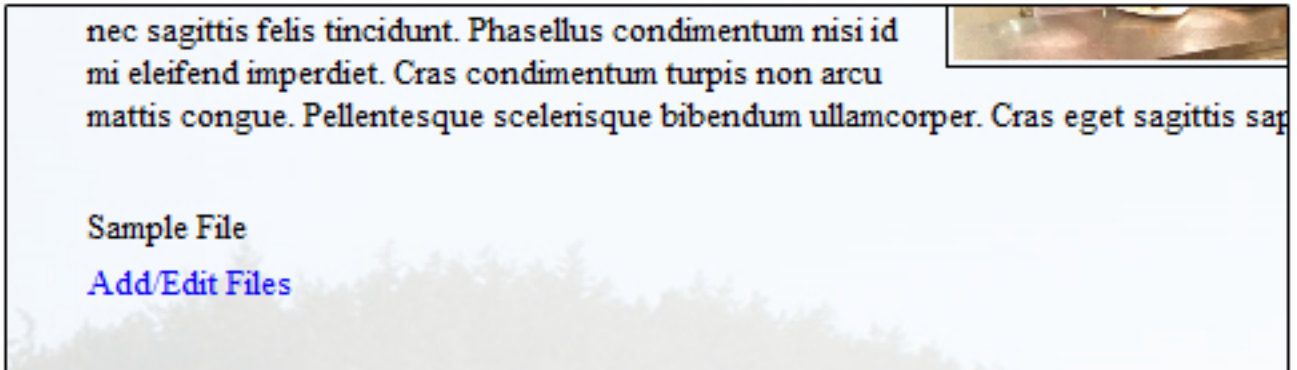 nec sagittis felis tincidunt. Phasellus condimentum nisi id
mi eleifend imperdiet. Cras condimentum turpis non arcu
mattis congue. Pellentesque scelerisque bibendum ullamcorper. Cras eget sagittis
Sample File
Add/Edit Files